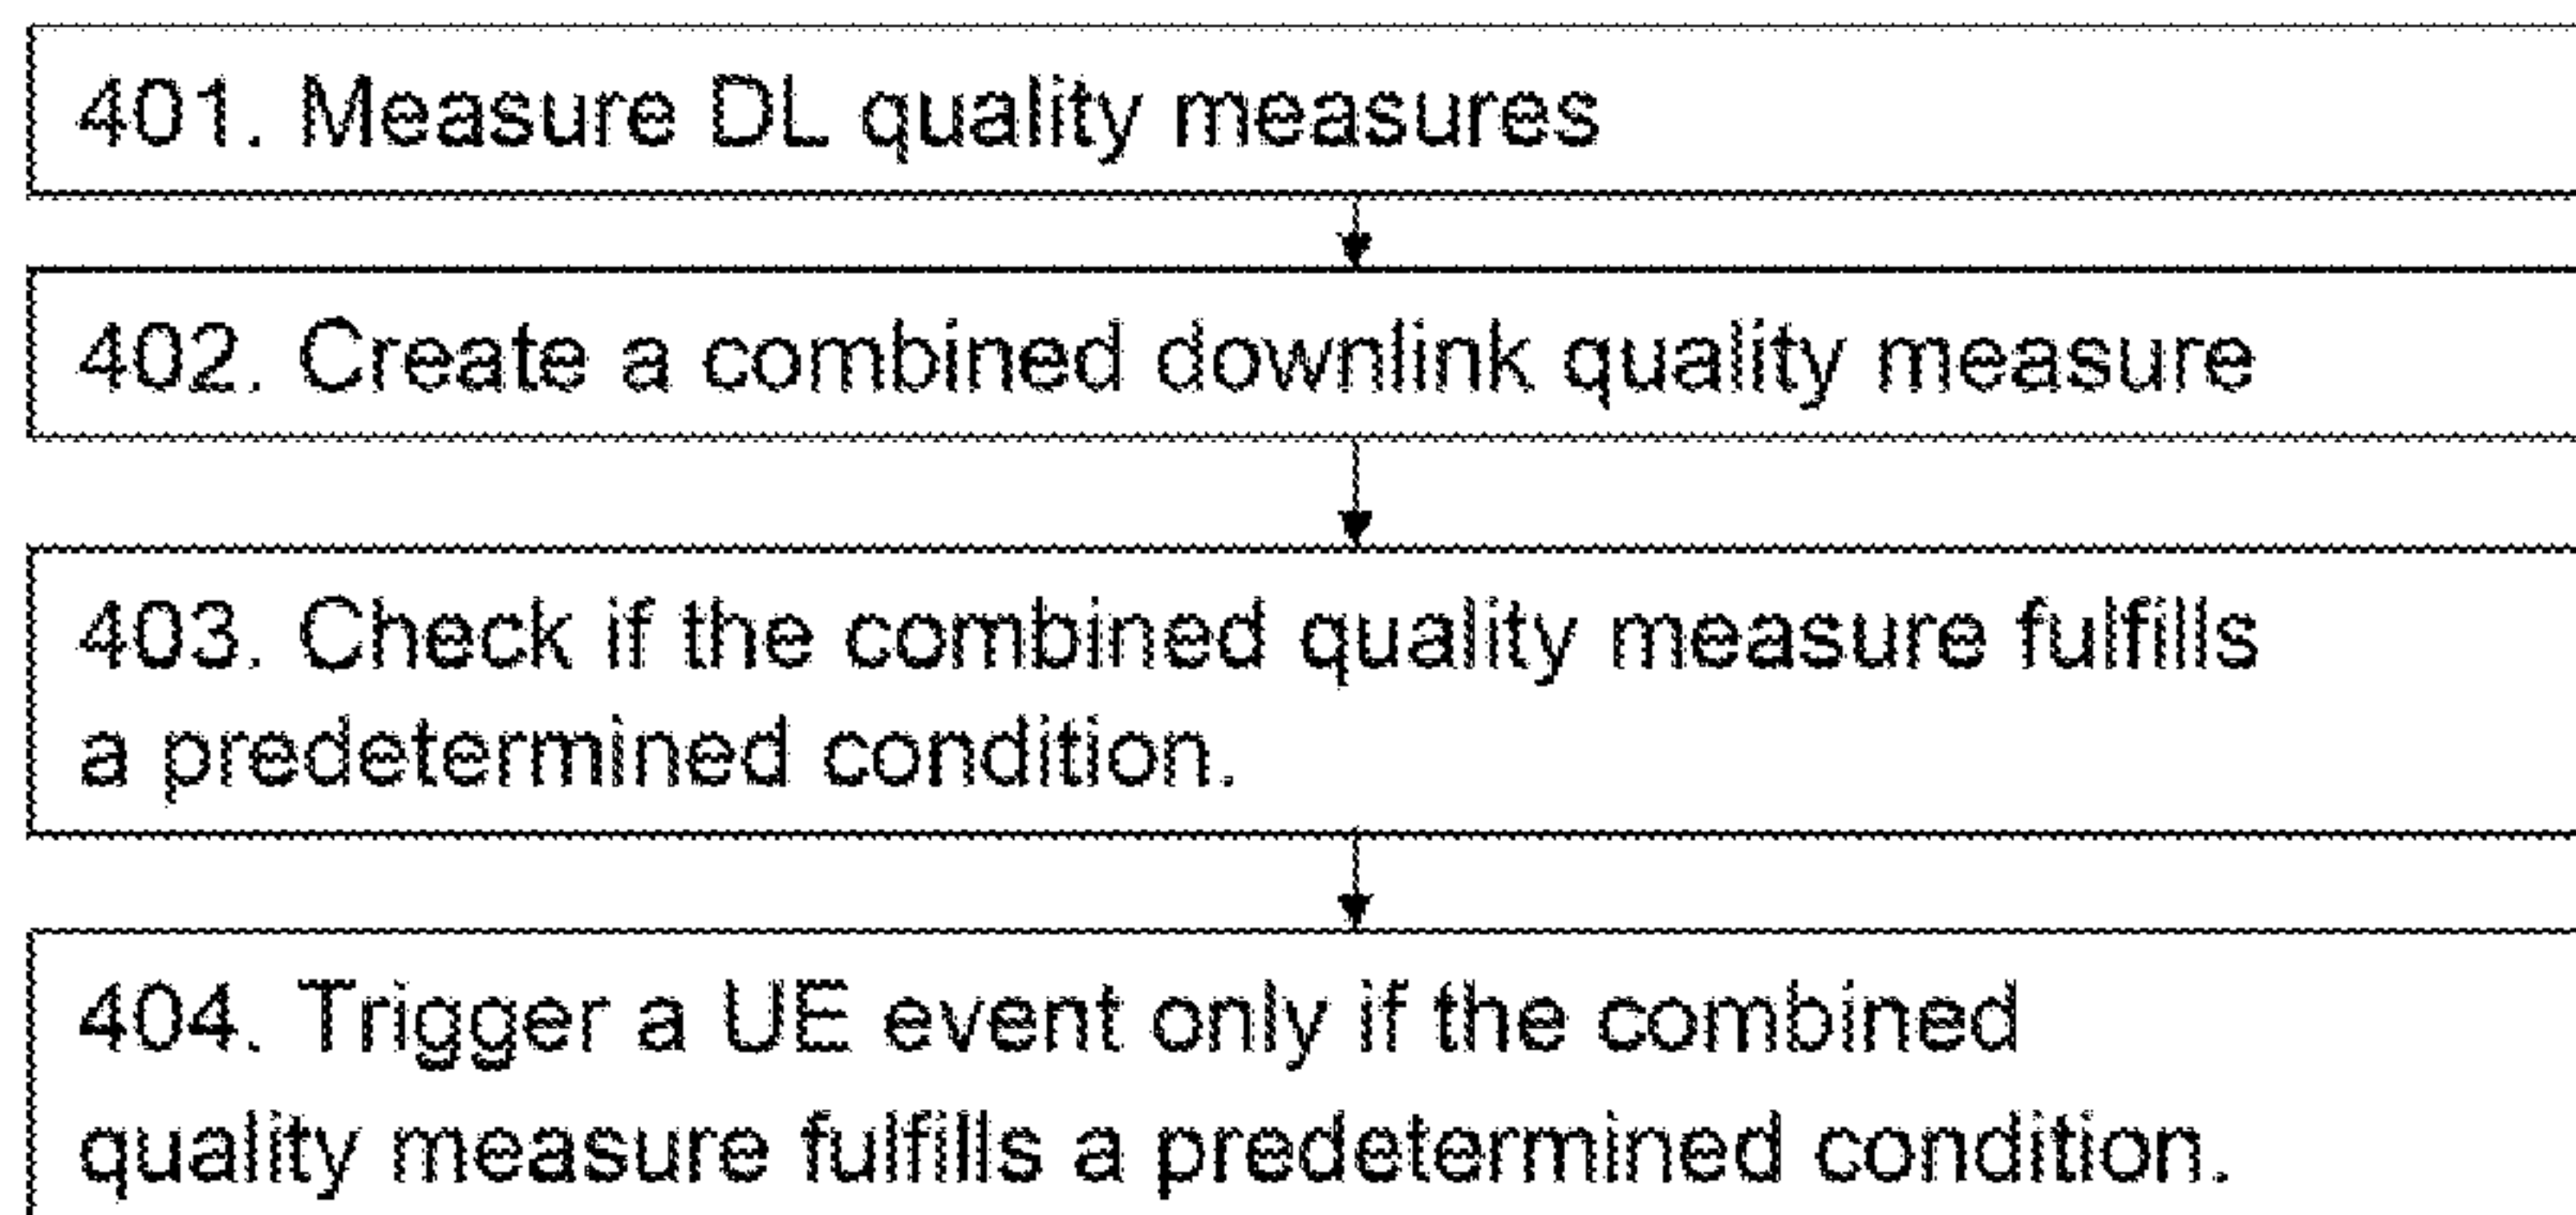 401. Measure DL quality measures
402. Create a combined downlink quality measure
403. Check if the combined quality measure fulfills
a predetermined condition.
404. Trigger a UE event only if the combined
quality measure fulfills a predetermined condition.